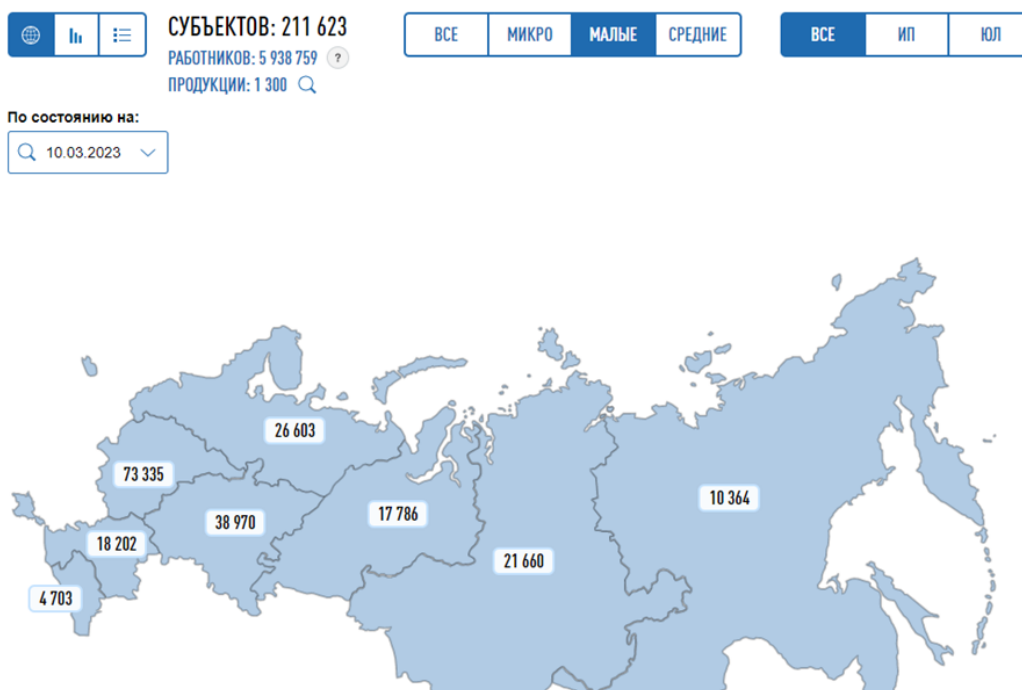 СУБЪЕКТОВ: 211 623
РАБОТНИКОВ: 5 938 759 ?
ПРОДУКЦИИ: 1 300
ВСЕ МИКРО МАЛЫЕ СРЕДНИЕ
ВСЕ ИП ЮЛ
По состоянию на:
10.03.2023
26 603
73 335
38 970
17 786
10 364
18 202
21 660
4 703